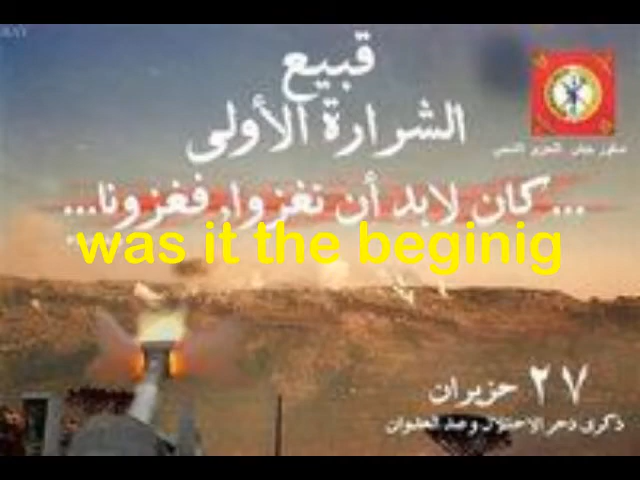 قبيع
الشرارة الأولى
... كان لابد أن نغزوا, فغزونا...
was it the beginig
٢٧ حزيران
ذكرى دحر الاحتلال وصد العدوان